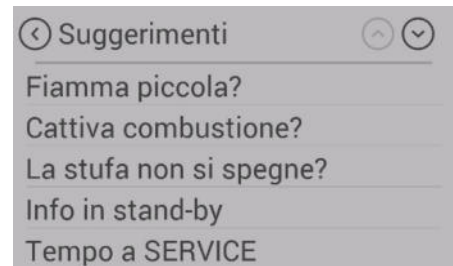 Suggerimenti
Fiamma piccola?
Cattiva combustione?
La stufa non si spegne?
Info in stand-by
Tempo a SERVICE